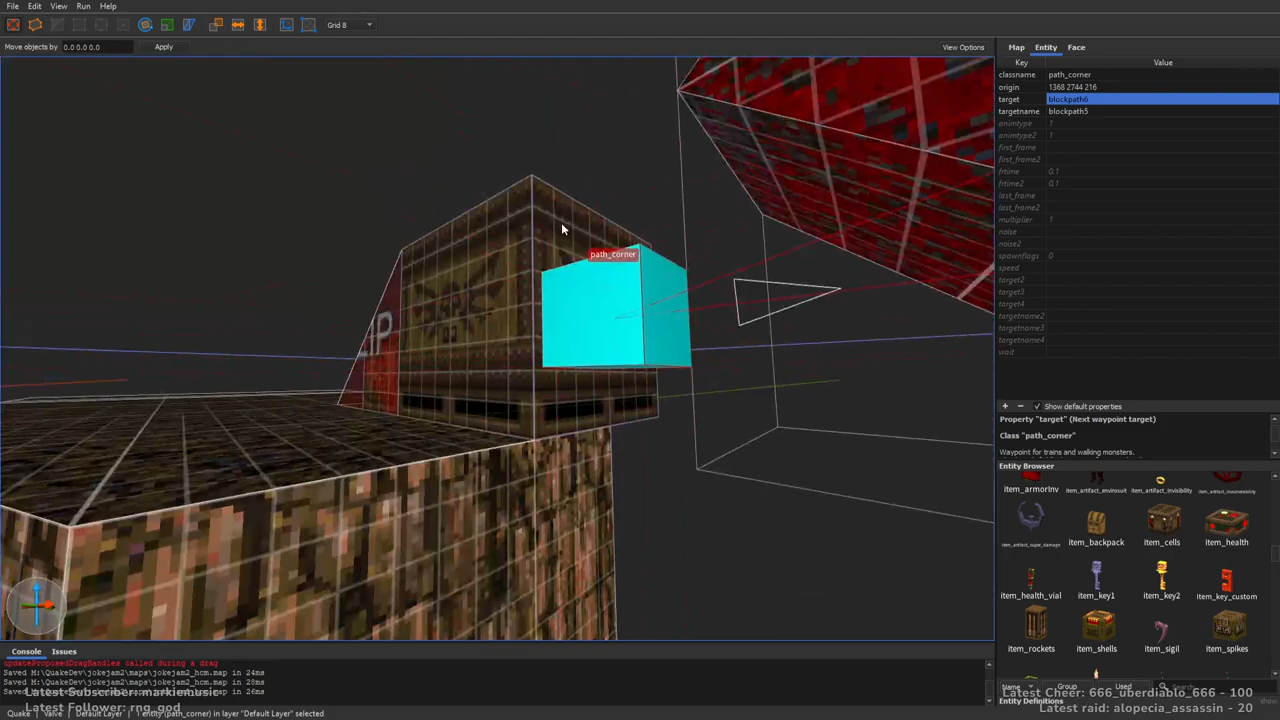 File Edit View Run Help
Grid 8
Move objects by 0.0 0.0 0.0 Apply View Options
Map Entity Face
Key Value
classname path_corner
origin 1368 2744 216
target blockpath6
targetname blockpath5
animtype 1
animtype2 1
first_frame
first_frame2
frtime 0.1
frtime2 0.1
last_frame
last_frame2
multiplier 1
noise
noise2
spawnflags 0
speed
target2
target3
target4
targetname2
targetname3
targetname4
wait
path_corner
Show default properties
Property "target" (Next waypoint target)
Class "path_corner"
Waypoint for trains and walking monsters.
Entity Browser
item_armorInv item_artifact_envirosuit item_artifact_invisibility item_artifact_invulnerability
item_artifact_super_damage item_backpack item_cells item_health
item_health_vial item_key1 item_key2 item_key_custom
item_rockets item_shells item_sigil item_spikes
Name Group Used Search
Entity Definitions show
Console Issues
updateProposedDragHandles called during a drag
Saved M:\QuakeDev\jokejam2\maps\jokejam2_hcm.map in 24ms
Saved M:\QuakeDev\jokejam2\maps\jokejam2_hcm.map in 28ms
Saved M:\QuakeDev\jokejam2\maps\jokejam2_hcm.map in 26ms
Latest Subscriber: markiemusic
Latest Follower: rng_god
Latest Cheer: 666_uberdiablo_666 - 100
Latest raid: alopecia_assassin - 20
Quake Valve Default Layer 1 entity (path_corner) in layer "Default Layer" selected